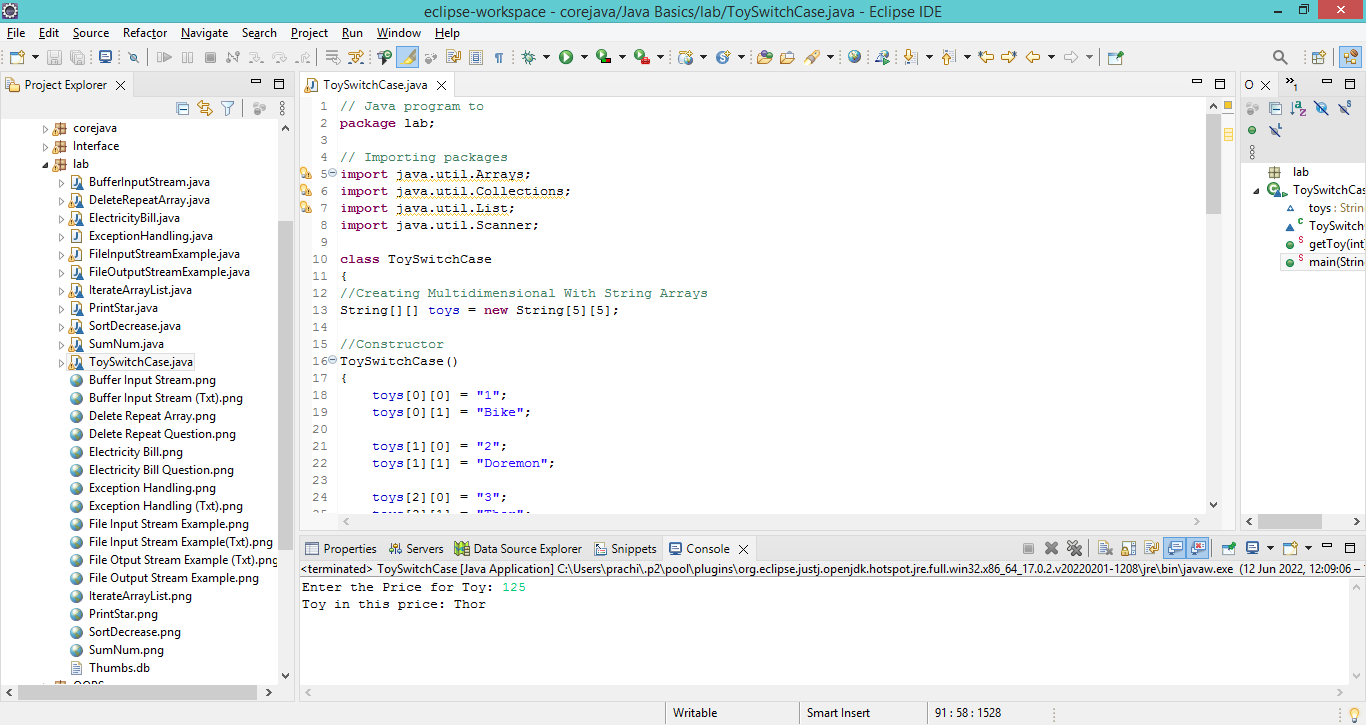 eclipse-workspace - corejava/Java Basics/lab/ToySwitchCase.java - Eclipse IDE
File Edit Source Refactor Navigate Search Project Run Window Help
Project Explorer
corejava
Interface
lab
BufferInputStream.java
DeleteRepeatArray.java
ElectricityBill.java
ExceptionHandling.java
FileInputStreamExample.java
FileOutputStreamExample.java
IterateArrayList.java
PrintStar.java
SortDecrease.java
SumNum.java
ToySwitchCase.java
Buffer Input Stream.png
Buffer Input Stream (Txt).png
Delete Repeat Array.png
Delete Repeat Question.png
Electricity Bill.png
Electricity Bill Question.png
Exception Handling.png
Exception Handling (Txt).png
File Input Stream Example.png
File Input Stream Example(Txt).png
File Otput Stream Example (Txt).png
File Output Stream Example.png
IterateArrayList.png
PrintStar.png
SortDecrease.png
SumNum.png
Thumbs.db
ToySwitchCase.java
1 // Java program to
2 package lab;
3
4 // Importing packages
5 import java.util.Arrays;
6 import java.util.Collections;
7 import java.util.List;
8 import java.util.Scanner;
9
10 class ToySwitchCase
11 {
12 //Creating Multidimensional With String Arrays
13 String[][] toys = new String[5][5];
14
15 //Constructor
16 ToySwitchCase()
17 {
18 toys[0][0] = "1";
19 toys[0][1] = "Bike";
20
21 toys[1][0] = "2";
22 toys[1][1] = "Doremon";
23
24 toys[2][0] = "3";
25 toys[2][1] = "Thor";
O
1
lab
ToySwitchCas
toys : Strin
ToySwitch
getToy(int
main(Strin
Properties Servers Data Source Explorer Snippets Console
<terminated> ToySwitchCase [Java Application] C:\Users\prachi\.p2\pool\plugins\org.eclipse.justj.openjdk.hotspot.jre.full.win32.x86_64_17.0.2.v20220201-1208\jre\bin\javaw.exe (12 Jun 2022, 12:09:06 –
Enter the Price for Toy: 125
Toy in this price: Thor
Writable Smart Insert 91 : 58 : 1528